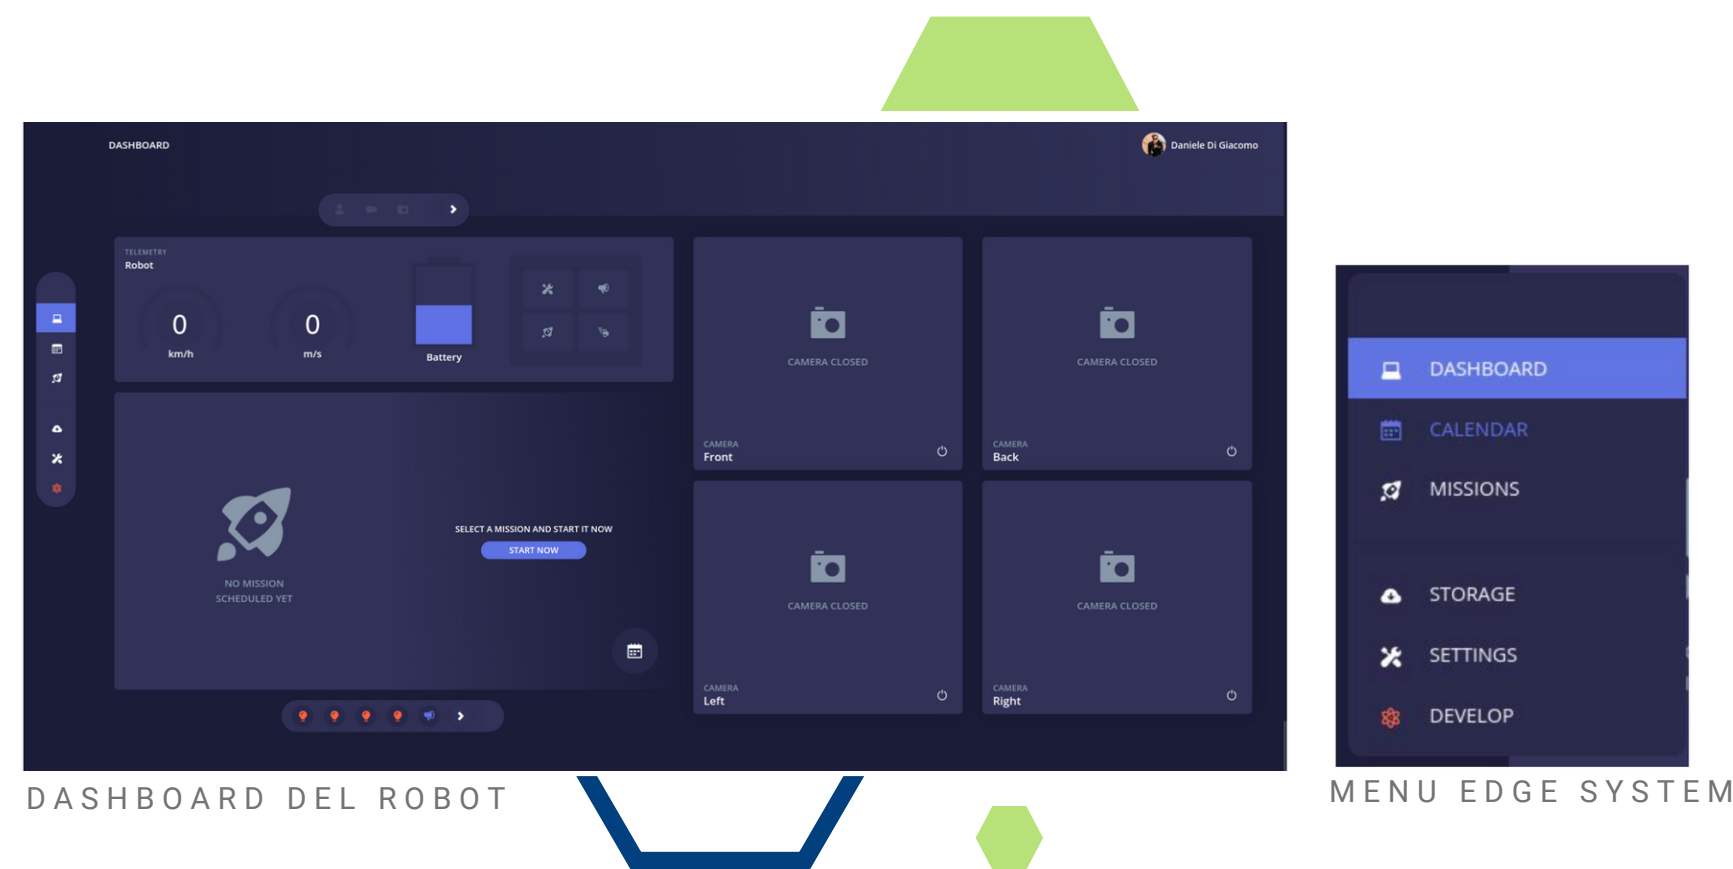 DASHBOARD
Daniele Di Giacomo
TELEMETRY
Robot
0
km/h
0
m/s
Battery
NO MISSION
SCHEDULED YET
SELECT A MISSION AND START IT NOW
START NOW
CAMERA CLOSED
CAMERA
Front
CAMERA CLOSED
CAMERA
Back
CAMERA CLOSED
CAMERA
Left
CAMERA CLOSED
CAMERA
Right
DASHBOARD DEL ROBOT
DASHBOARD
CALENDAR
MISSIONS
STORAGE
SETTINGS
DEVELOP
MENU EDGE SYSTEM